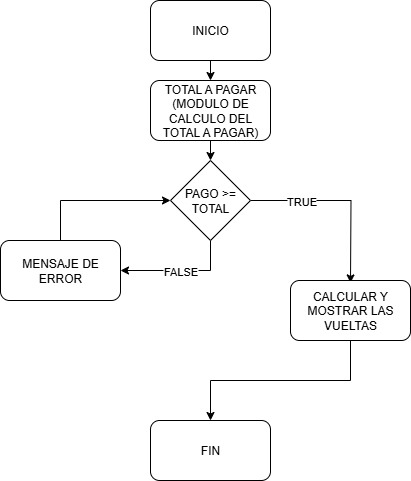 INICIO
TOTAL A PAGAR
(MODULO DE
CALCULO DEL
TOTAL A PAGAR)
PAGO >=
TOTAL
TRUE
MENSAJE DE
ERROR
FALSE
CALCULAR Y
MOSTRAR LAS
VUELTAS
FIN